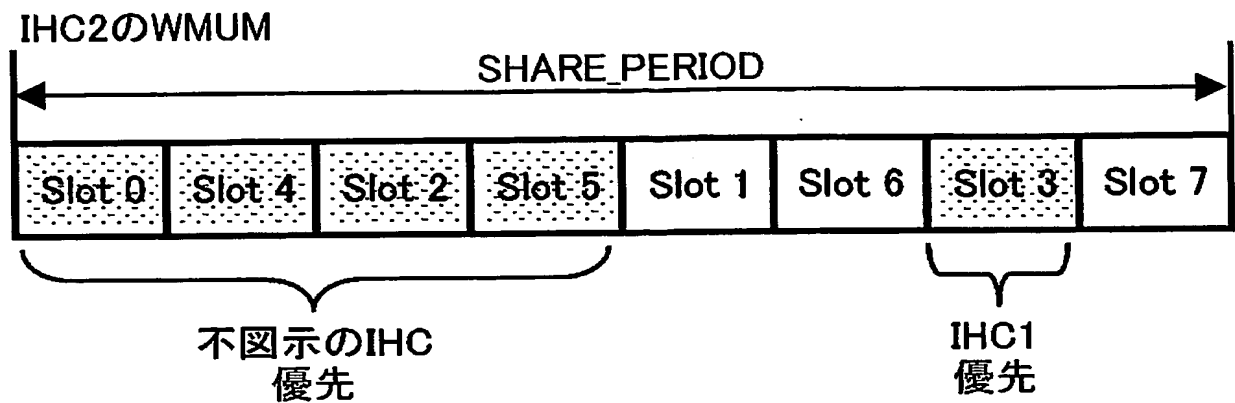 IHC2のWMUM
SHARE_PERIOD
Slot 0 Slot 4 Slot 2 Slot 5 Slot 1 Slot 6 Slot 3 Slot 7
不図示のIHC
優先
IHC1
優先